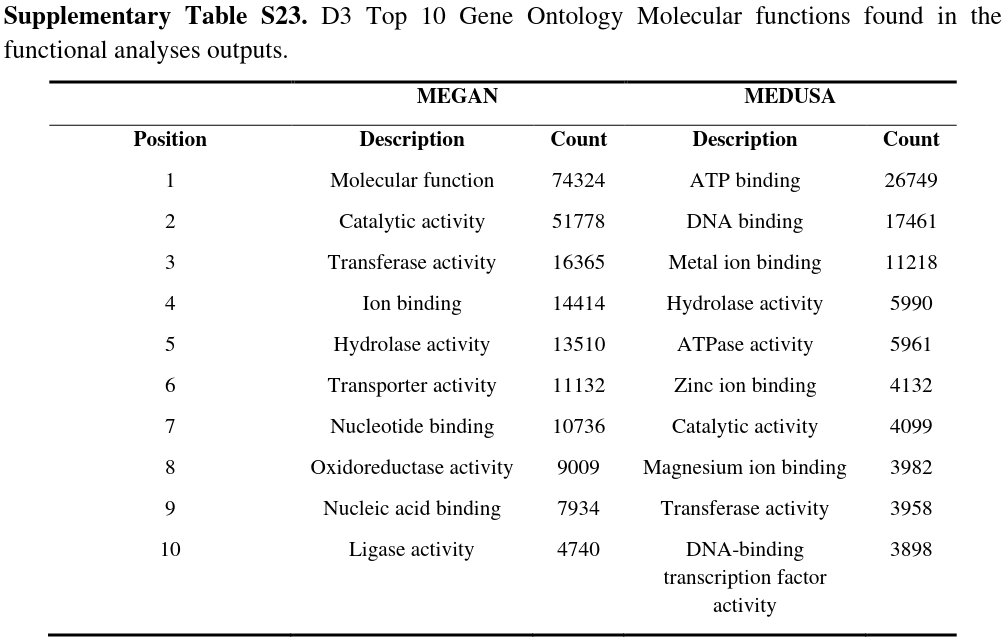 Supplementary Table S23. D3 Top 10 Gene Ontology Molecular functions found in the
functional analyses outputs.
MEGAN MEDUSA
Position Description Count Description Count
1 Molecular function 74324 ATP binding 26749
2 Catalytic activity 51778 DNA binding 17461
3 Transferase activity 16365 Metal ion binding 11218
4 Ion binding 14414 Hydrolase activity 5990
5 Hydrolase activity 13510 ATPase activity 5961
6 Transporter activity 11132 Zinc ion binding 4132
7 Nucleotide binding 10736 Catalytic activity 4099
8 Oxidoreductase activity 9009 Magnesium ion binding 3982
9 Nucleic acid binding 7934 Transferase activity 3958
10 Ligase activity 4740 DNA-binding 3898
transcription factor
activity